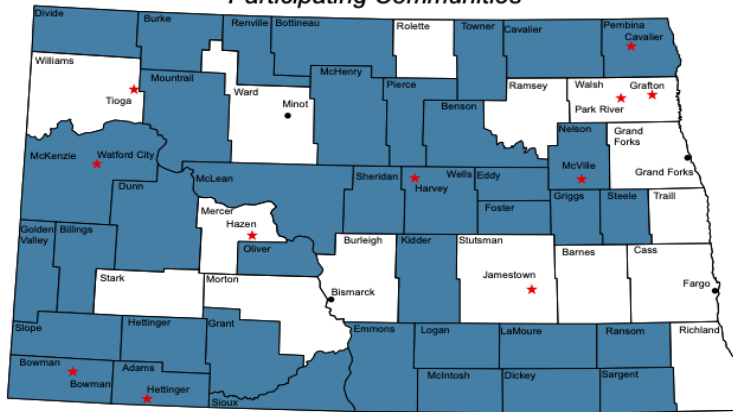 Participating Communities
Divide
Burke
Renville
Bottineau
Rolette
Towner
Cavalier
Pembina
Cavalier
Williams
Tioga
Mountrail
Ward
Minot
McHenry
Pierce
Benson
Ramsey
Walsh
Grafton
Park River
Nelson
Grand
Forks
Grand Forks
McKenzie
Watford City
Dunn
McLean
Sheridan
Harvey
Wells
Eddy
Foster
McVille
Griggs
Steele
Traill
Golden
Valley
Billings
Mercer
Hazen
Oliver
Burleigh
Kidder
Stutsman
Jamestown
Barnes
Cass
Fargo
Stark
Morton
Bismarck
Slope
Hettinger
Grant
Emmons
Logan
LaMoure
Ransom
Richland
Bowman
Bowman
Adams
Hettinger
Sioux
McIntosh
Dickey
Sargent